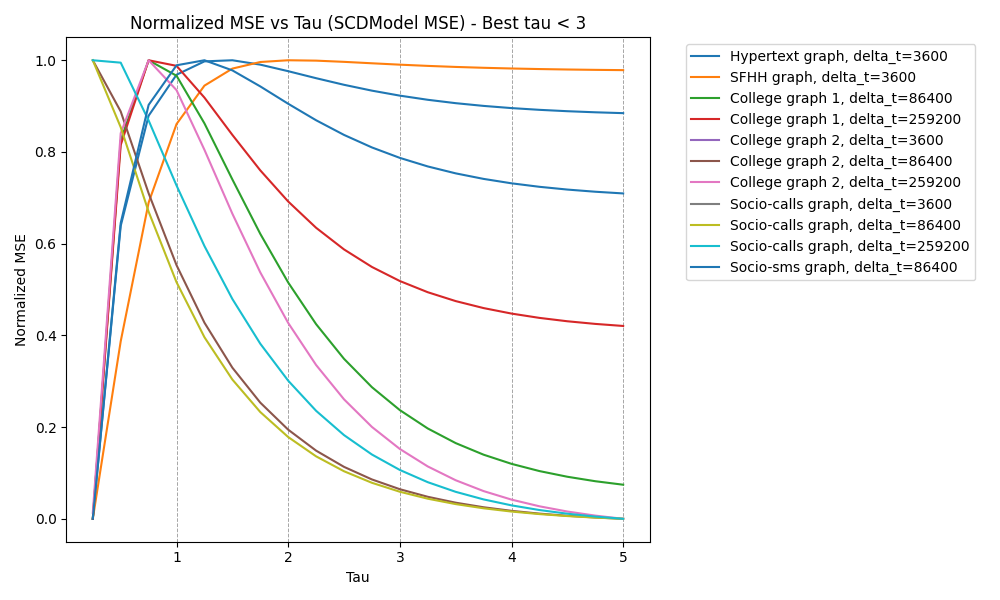 Normalized MSE vs Tau (SCDModel MSE) - Best tau < 3
Normalized MSE
1.0
0.8
0.6
0.4
0.2
0.0
1
2
3
4
5
Tau
Hypertext graph, delta_t=3600
SFHH graph, delta_t=3600
College graph 1, delta_t=86400
College graph 1, delta_t=259200
College graph 2, delta_t=3600
College graph 2, delta_t=86400
College graph 2, delta_t=259200
Socio-calls graph, delta_t=3600
Socio-calls graph, delta_t=86400
Socio-calls graph, delta_t=259200
Socio-sms graph, delta_t=86400